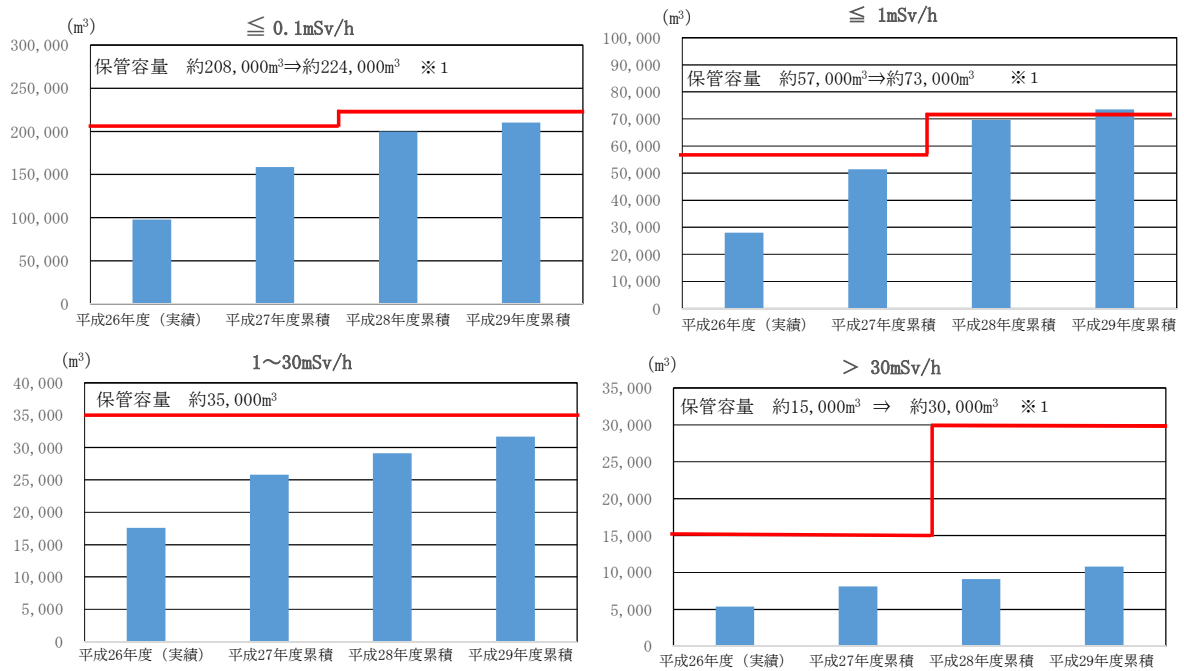 (m³)
≦ 0.1mSv/h
300,000
250,000
200,000
150,000
100,000
50,000
0
保管容量 約208,000m³⇒約224,000m³ ※1
平成26年度（実績） 平成27年度累積 平成28年度累積 平成29年度累積
(m³)
≦ 1mSv/h
100,000
90,000
80,000
70,000
60,000
50,000
40,000
30,000
20,000
10,000
0
保管容量 約57,000m³⇒約73,000m³ ※1
平成26年度（実績） 平成27年度累積 平成28年度累積 平成29年度累積
(m³)
1～30mSv/h
40,000
35,000
30,000
25,000
20,000
15,000
10,000
5,000
0
保管容量 約35,000m³
平成26年度（実績） 平成27年度累積 平成28年度累積 平成29年度累積
(m³)
＞ 30mSv/h
35,000
30,000
25,000
20,000
15,000
10,000
5,000
0
保管容量 約15,000m³ ⇒ 約30,000m³ ※1
平成26年度（実績） 平成27年度累積 平成28年度累積 平成29年度累積